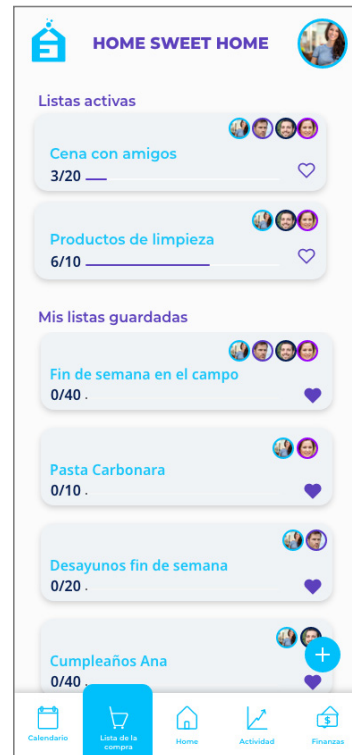 HOME SWEET HOME
Listas activas
Cena con amigos
3/20
Productos de limpieza
6/10
Mis listas guardadas
Fin de semana en el campo
0/40
Pasta Carbonara
0/10
Desayunos fin de semana
0/20
Cumpleaños Ana
0/40
Calendario
Lista de la
compra
Home
Actividad
Finanzas